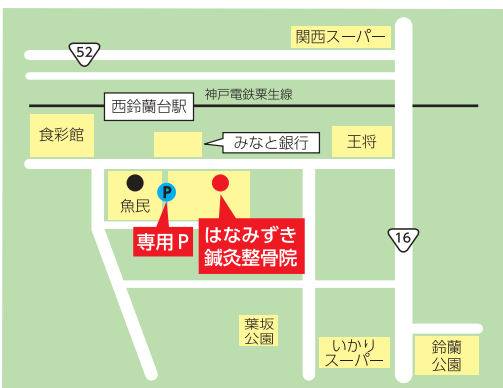 関西スーパー
52
神戸電鉄粟生線
西鈴蘭台駅
食彩館
みなと銀行
王将
魚民
P
専用P
はなみずき
鍼灸整骨院
16
葉坂
公園
いかり
スーパー
鈴蘭
公園